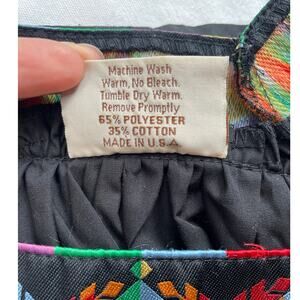 Machine Wash
Warm, No Bleach.
Tumble Dry Warm.
Remove Promptly
65% POLYESTER
35% COTTON
MADE IN U.S.A.